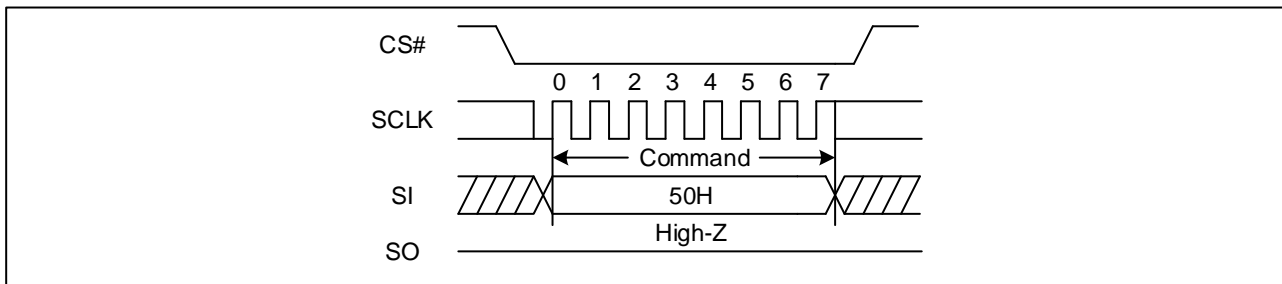 CS#
0 1 2 3 4 5 6 7
SCLK
Command
SI
50H
High-Z
SO